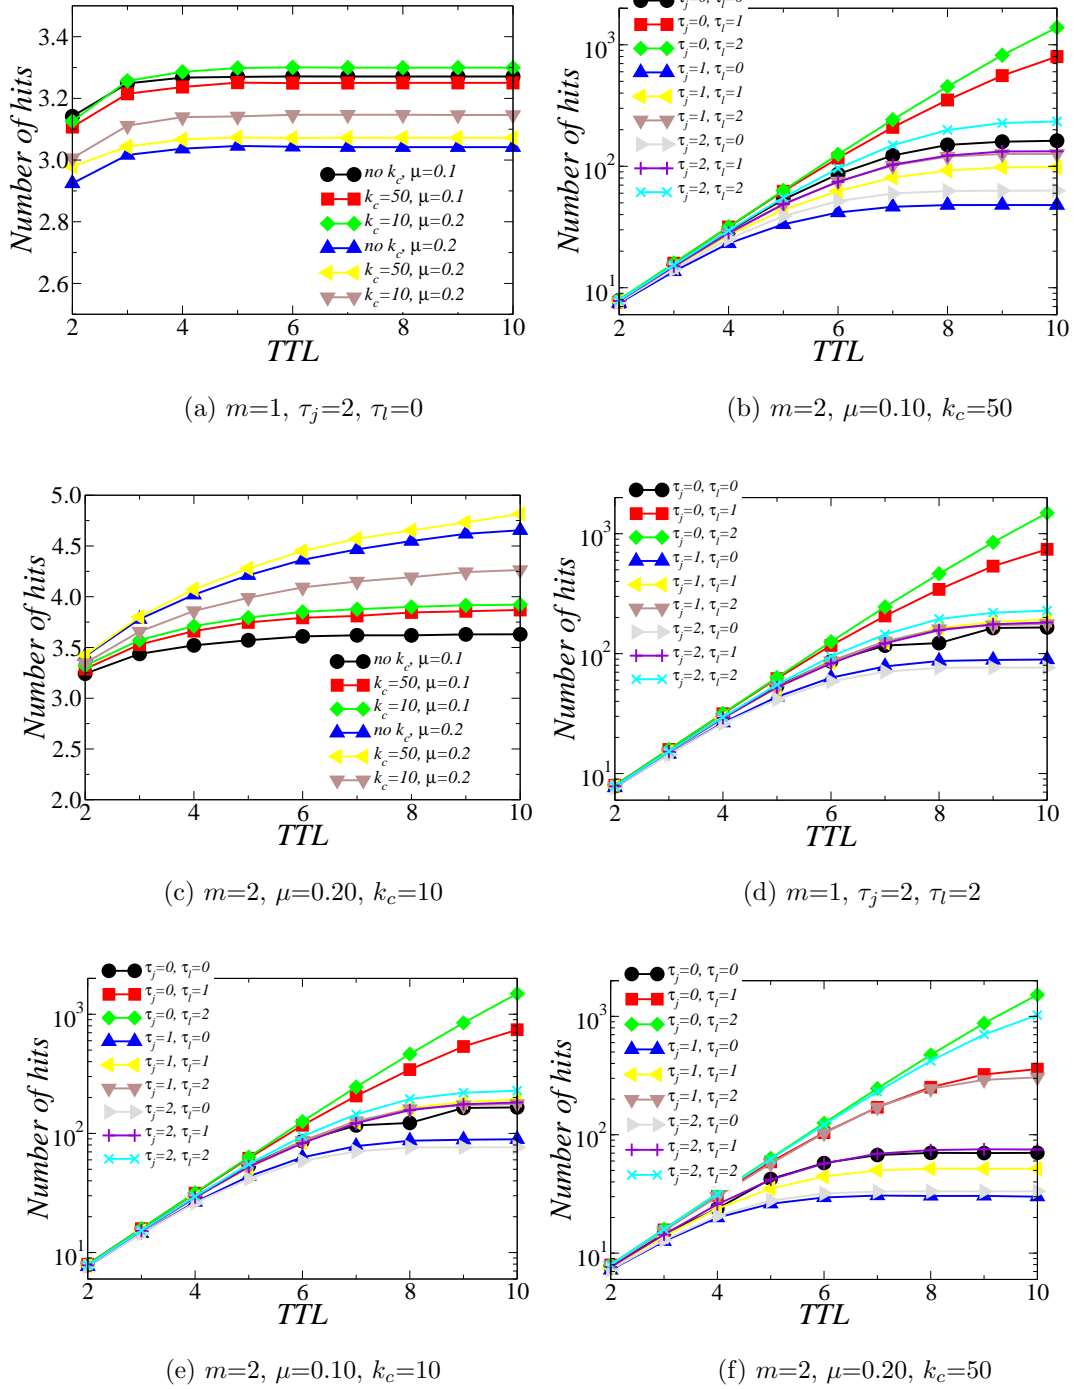 Number of hits
3.4
3.2
3.0
2.8
2.6
2 4 6 8 10
TTL
no k_c, μ=0.1
k_c=50, μ=0.1
k_c=10, μ=0.2
no k_c, μ=0.2
k_c=50, μ=0.2
k_c=10, μ=0.2
(a) m=1, τ_j=2, τ_l=0
Number of hits
10^3
10^2
10^1
2 4 6 8 10
TTL
τ_j=0, τ_l=0
τ_j=0, τ_l=1
τ_j=0, τ_l=2
τ_j=1, τ_l=0
τ_j=1, τ_l=1
τ_j=1, τ_l=2
τ_j=2, τ_l=0
τ_j=2, τ_l=1
τ_j=2, τ_l=2
(b) m=2, μ=0.10, k_c=50
Number of hits
5.0
4.5
4.0
3.5
3.0
2.5
2.0
2 4 6 8 10
TTL
no k_c, μ=0.1
k_c=50, μ=0.1
k_c=10, μ=0.1
no k_c, μ=0.2
k_c=50, μ=0.2
k_c=10, μ=0.2
(c) m=2, μ=0.20, k_c=10
Number of hits
10^3
10^2
10^1
2 4 6 8 10
TTL
τ_j=0, τ_l=0
τ_j=0, τ_l=1
τ_j=0, τ_l=2
τ_j=1, τ_l=0
τ_j=1, τ_l=1
τ_j=1, τ_l=2
τ_j=2, τ_l=0
τ_j=2, τ_l=1
τ_j=2, τ_l=2
(d) m=1, τ_j=2, τ_l=2
Number of hits
10^3
10^2
10^1
2 4 6 8 10
TTL
τ_j=0, τ_l=0
τ_j=0, τ_l=1
τ_j=0, τ_l=2
τ_j=1, τ_l=0
τ_j=1, τ_l=1
τ_j=1, τ_l=2
τ_j=2, τ_l=0
τ_j=2, τ_l=1
τ_j=2, τ_l=2
(e) m=2, μ=0.10, k_c=10
Number of hits
10^3
10^2
10^1
2 4 6 8 10
TTL
τ_j=0, τ_l=0
τ_j=0, τ_l=1
τ_j=0, τ_l=2
τ_j=1, τ_l=0
τ_j=1, τ_l=1
τ_j=1, τ_l=2
τ_j=2, τ_l=0
τ_j=2, τ_l=1
τ_j=2, τ_l=2
(f) m=2, μ=0.20, k_c=50